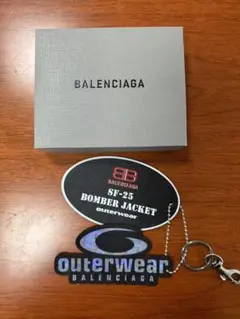 BALENCIAGA
BB
BALENCIAGA
SF-25
BOMBER JACKET
outerwear
outerwear
BALENCIAGA